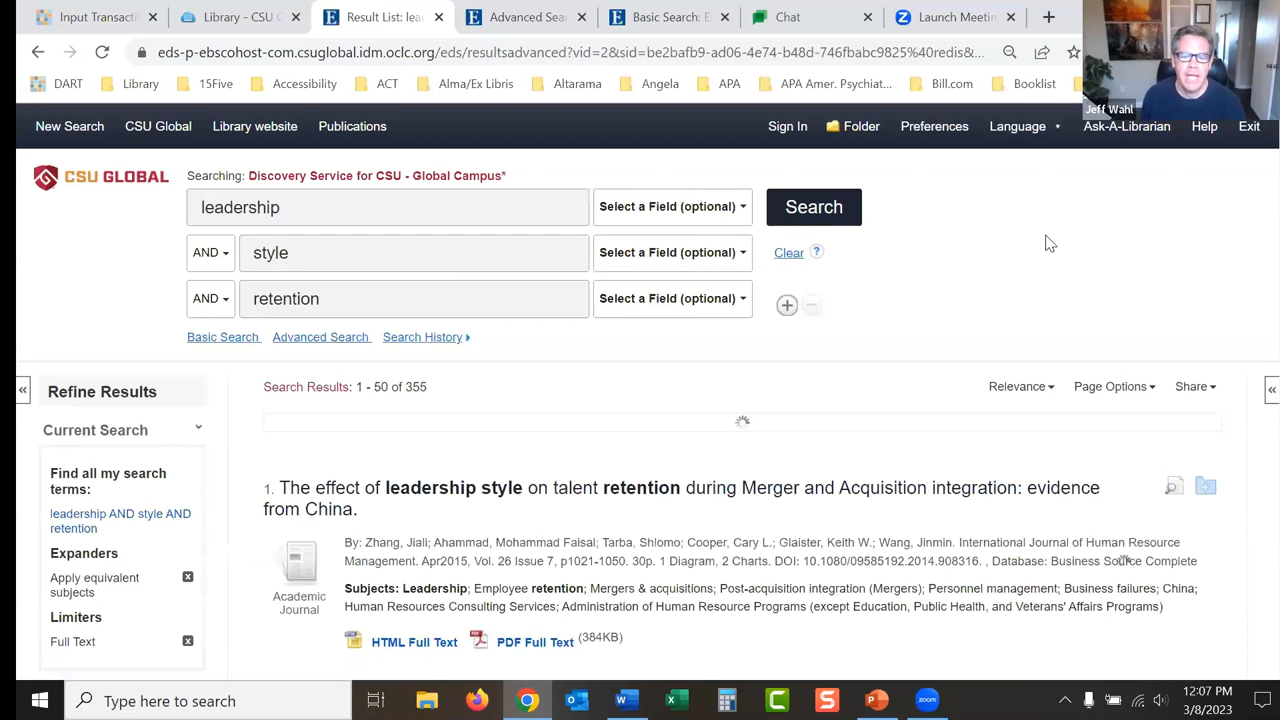 Input Transacti
Library - CSU C
Result List: lea
Advanced Sear
Basic Search: E
Chat
Launch Meetin
eds-p-ebscohost-com.csuglobal.idm.oclc.org/eds/resultsadvanced?vid=2&sid=be2bafb9-ad06-4e74-b48d-746fbabc9825%40redis&...
DART
Library
15Five
Accessibility
ACT
Alma/Ex Libris
Altarama
Angela
APA
APA Amer. Psychiat...
Bill.com
Booklist
Jeff Wahl
New Search
CSU Global
Library website
Publications
Sign In
Folder
Preferences
Language
Ask-A-Librarian
Help
Exit
CSU GLOBAL
Searching: Discovery Service for CSU - Global Campus*
leadership
Select a Field (optional)
Search
AND
style
Select a Field (optional)
Clear
AND
retention
Select a Field (optional)
Basic Search
Advanced Search
Search History
Refine Results
Search Results: 1 - 50 of 355
Relevance
Page Options
Share
Current Search
Find all my search
terms:
leadership AND style AND
retention
Expanders
Apply equivalent
subjects
Limiters
Full Text
1. The effect of leadership style on talent retention during Merger and Acquisition integration: evidence
from China.
Academic
Journal
By: Zhang, Jiali; Ahammad, Mohammad Faisal; Tarba, Shlomo; Cooper, Cary L.; Glaister, Keith W.; Wang, Jinmin. International Journal of Human Resource
Management. Apr2015, Vol. 26 Issue 7, p1021-1050. 30p. 1 Diagram, 2 Charts. DOI: 10.1080/09585192.2014.908316. , Database: Business Source Complete
Subjects: Leadership; Employee retention; Mergers & acquisitions; Post-acquisition integration (Mergers); Personnel management; Business failures; China;
Human Resources Consulting Services; Administration of Human Resource Programs (except Education, Public Health, and Veterans' Affairs Programs)
HTML Full Text
PDF Full Text (384KB)
Type here to search
12:07 PM
3/8/2023